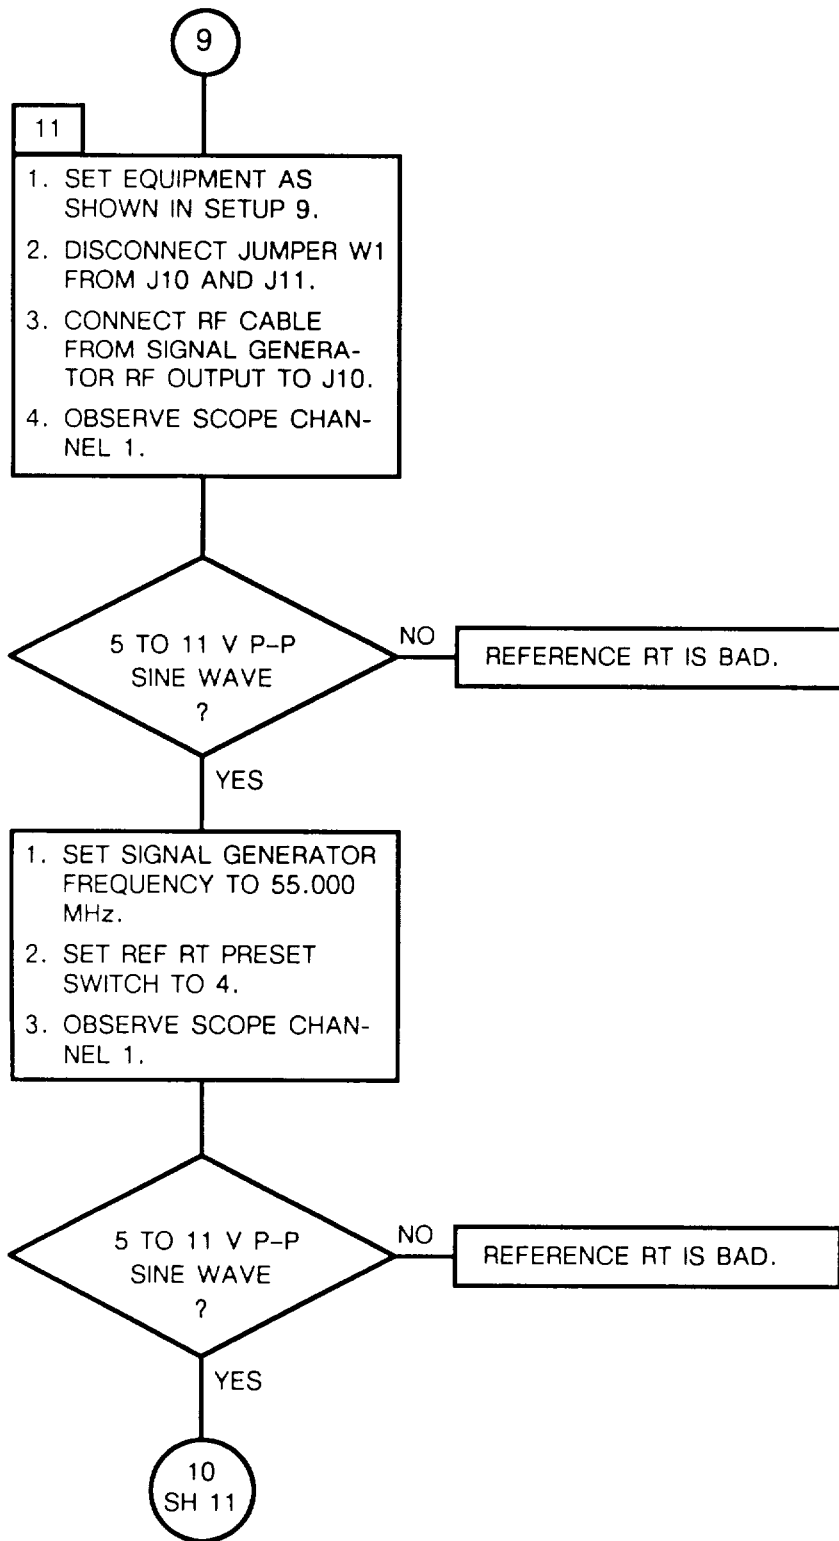 9
11
1. SET EQUIPMENT AS
SHOWN IN SETUP 9.
2. DISCONNECT JUMPER W1
FROM J10 AND J11.
3. CONNECT RF CABLE
FROM SIGNAL GENERA-
TOR RF OUTPUT TO J10.
4. OBSERVE SCOPE CHAN-
NEL 1.
5 TO 11 V P-P
SINE WAVE
?
NO
REFERENCE RT IS BAD.
YES
1. SET SIGNAL GENERATOR
FREQUENCY TO 55.000
MHz.
2. SET REF RT PRESET
SWITCH TO 4.
3. OBSERVE SCOPE CHAN-
NEL 1.
5 TO 11 V P-P
SINE WAVE
?
NO
REFERENCE RT IS BAD.
YES
10
SH 11